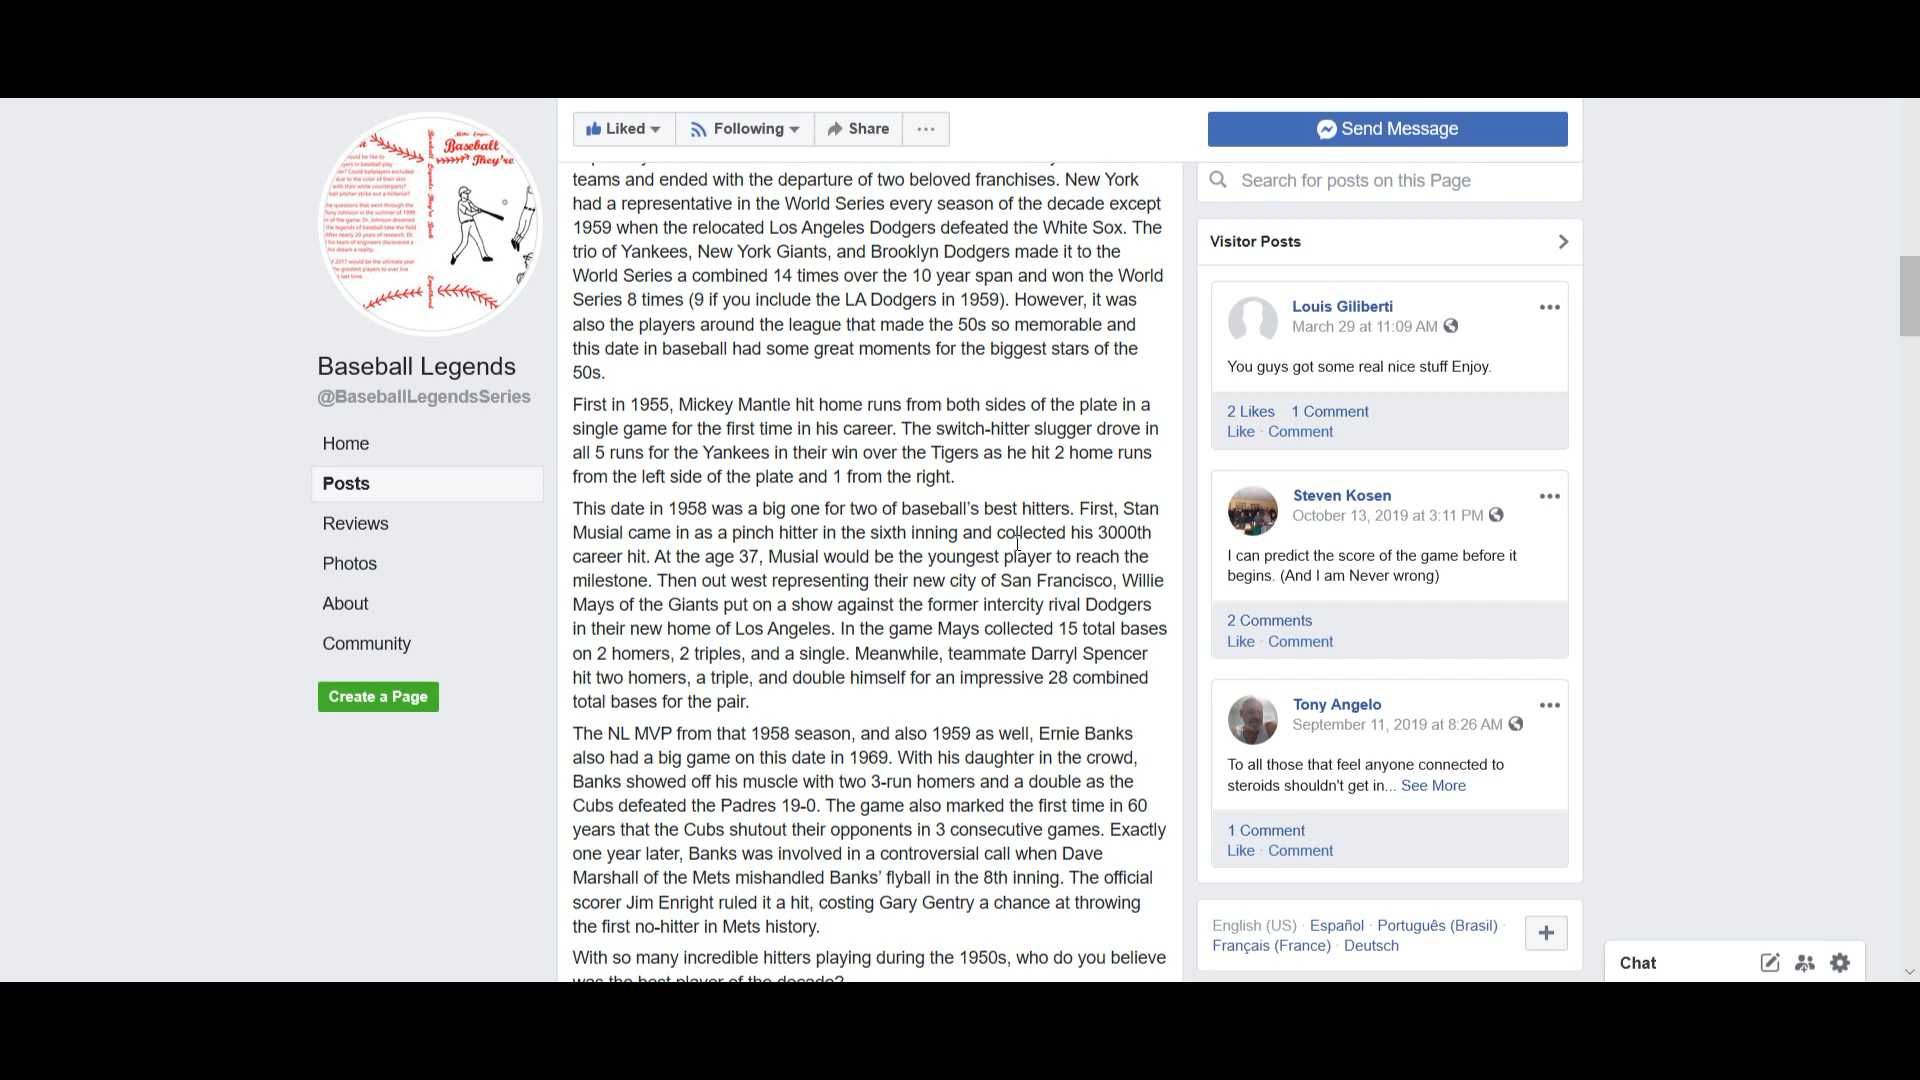 Baseball
They're
Baseball Legends They're Back
Liked
Following
Share
Send Message
Baseball Legends
@BaseballLegendsSeries
Home
Posts
Reviews
Photos
About
Community
Create a Page
teams and ended with the departure of two beloved franchises. New York
had a representative in the World Series every season of the decade except
1959 when the relocated Los Angeles Dodgers defeated the White Sox. The
trio of Yankees, New York Giants, and Brooklyn Dodgers made it to the
World Series a combined 14 times over the 10 year span and won the World
Series 8 times (9 if you include the LA Dodgers in 1959). However, it was
also the players around the league that made the 50s so memorable and
this date in baseball had some great moments for the biggest stars of the
50s.
First in 1955, Mickey Mantle hit home runs from both sides of the plate in a
single game for the first time in his career. The switch-hitter slugger drove in
all 5 runs for the Yankees in their win over the Tigers as he hit 2 home runs
from the left side of the plate and 1 from the right.
This date in 1958 was a big one for two of baseball’s best hitters. First, Stan
Musial came in as a pinch hitter in the sixth inning and collected his 3000th
career hit. At the age 37, Musial would be the youngest player to reach the
milestone. Then out west representing their new city of San Francisco, Willie
Mays of the Giants put on a show against the former intercity rival Dodgers
in their new home of Los Angeles. In the game Mays collected 15 total bases
on 2 homers, 2 triples, and a single. Meanwhile, teammate Darryl Spencer
hit two homers, a triple, and double himself for an impressive 28 combined
total bases for the pair.
The NL MVP from that 1958 season, and also 1959 as well, Ernie Banks
also had a big game on this date in 1969. With his daughter in the crowd,
Banks showed off his muscle with two 3-run homers and a double as the
Cubs defeated the Padres 19-0. The game also marked the first time in 60
years that the Cubs shutout their opponents in 3 consecutive games. Exactly
one year later, Banks was involved in a controversial call when Dave
Marshall of the Mets mishandled Banks’ flyball in the 8th inning. The official
scorer Jim Enright ruled it a hit, costing Gary Gentry a chance at throwing
the first no-hitter in Mets history.
With so many incredible hitters playing during the 1950s, who do you believe
was the best player of the decade?
Search for posts on this Page
Visitor Posts
Louis Giliberti
March 29 at 11:09 AM
You guys got some real nice stuff Enjoy.
2 Likes 1 Comment
Like · Comment
Steven Kosen
October 13, 2019 at 3:11 PM
I can predict the score of the game before it
begins. (And I am Never wrong)
2 Comments
Like · Comment
Tony Angelo
September 11, 2019 at 8:26 AM
To all those that feel anyone connected to
steroids shouldn't get in... See More
1 Comment
Like · Comment
English (US) · Español · Português (Brasil) ·
Français (France) · Deutsch
Chat